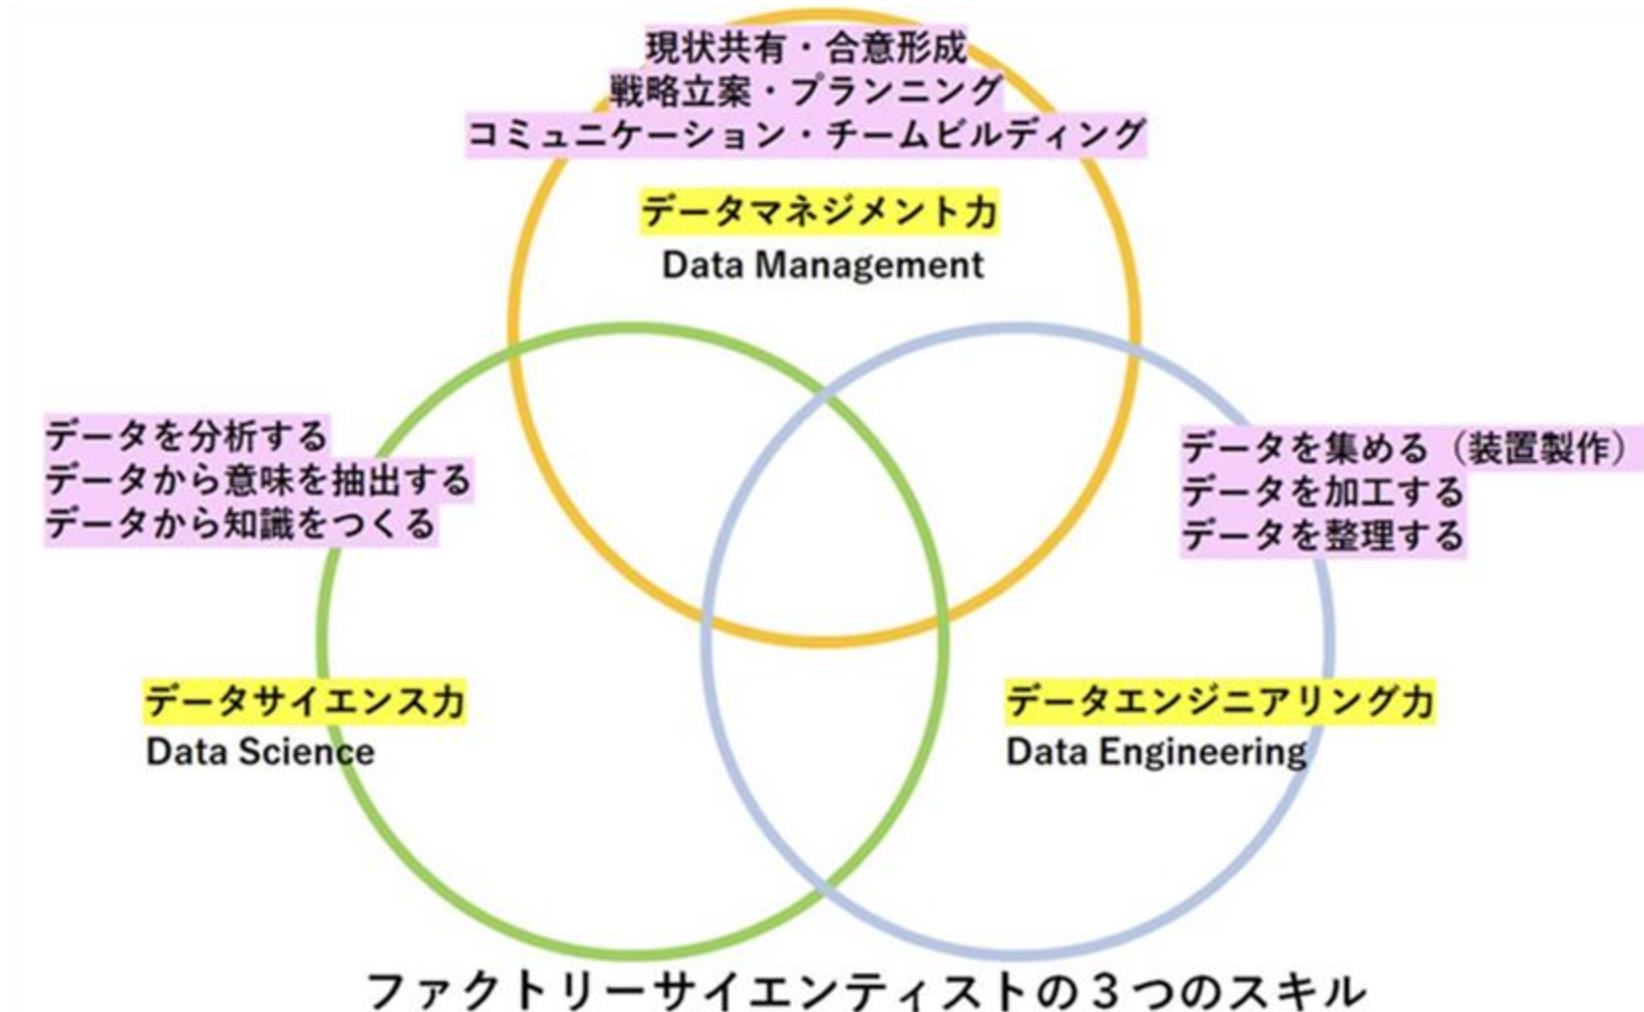 現状共有・合意形成
戦略立案・プランニング
コミュニケーション・チームビルディング
データマネジメント力
Data Management
データを分析する
データから意味を抽出する
データから知識をつくる
データを集める（装置製作）
データを加工する
データを整理する
データサイエンス力
Data Science
データエンジニアリング力
Data Engineering
ファクトリーサイエンティストの３つのスキル